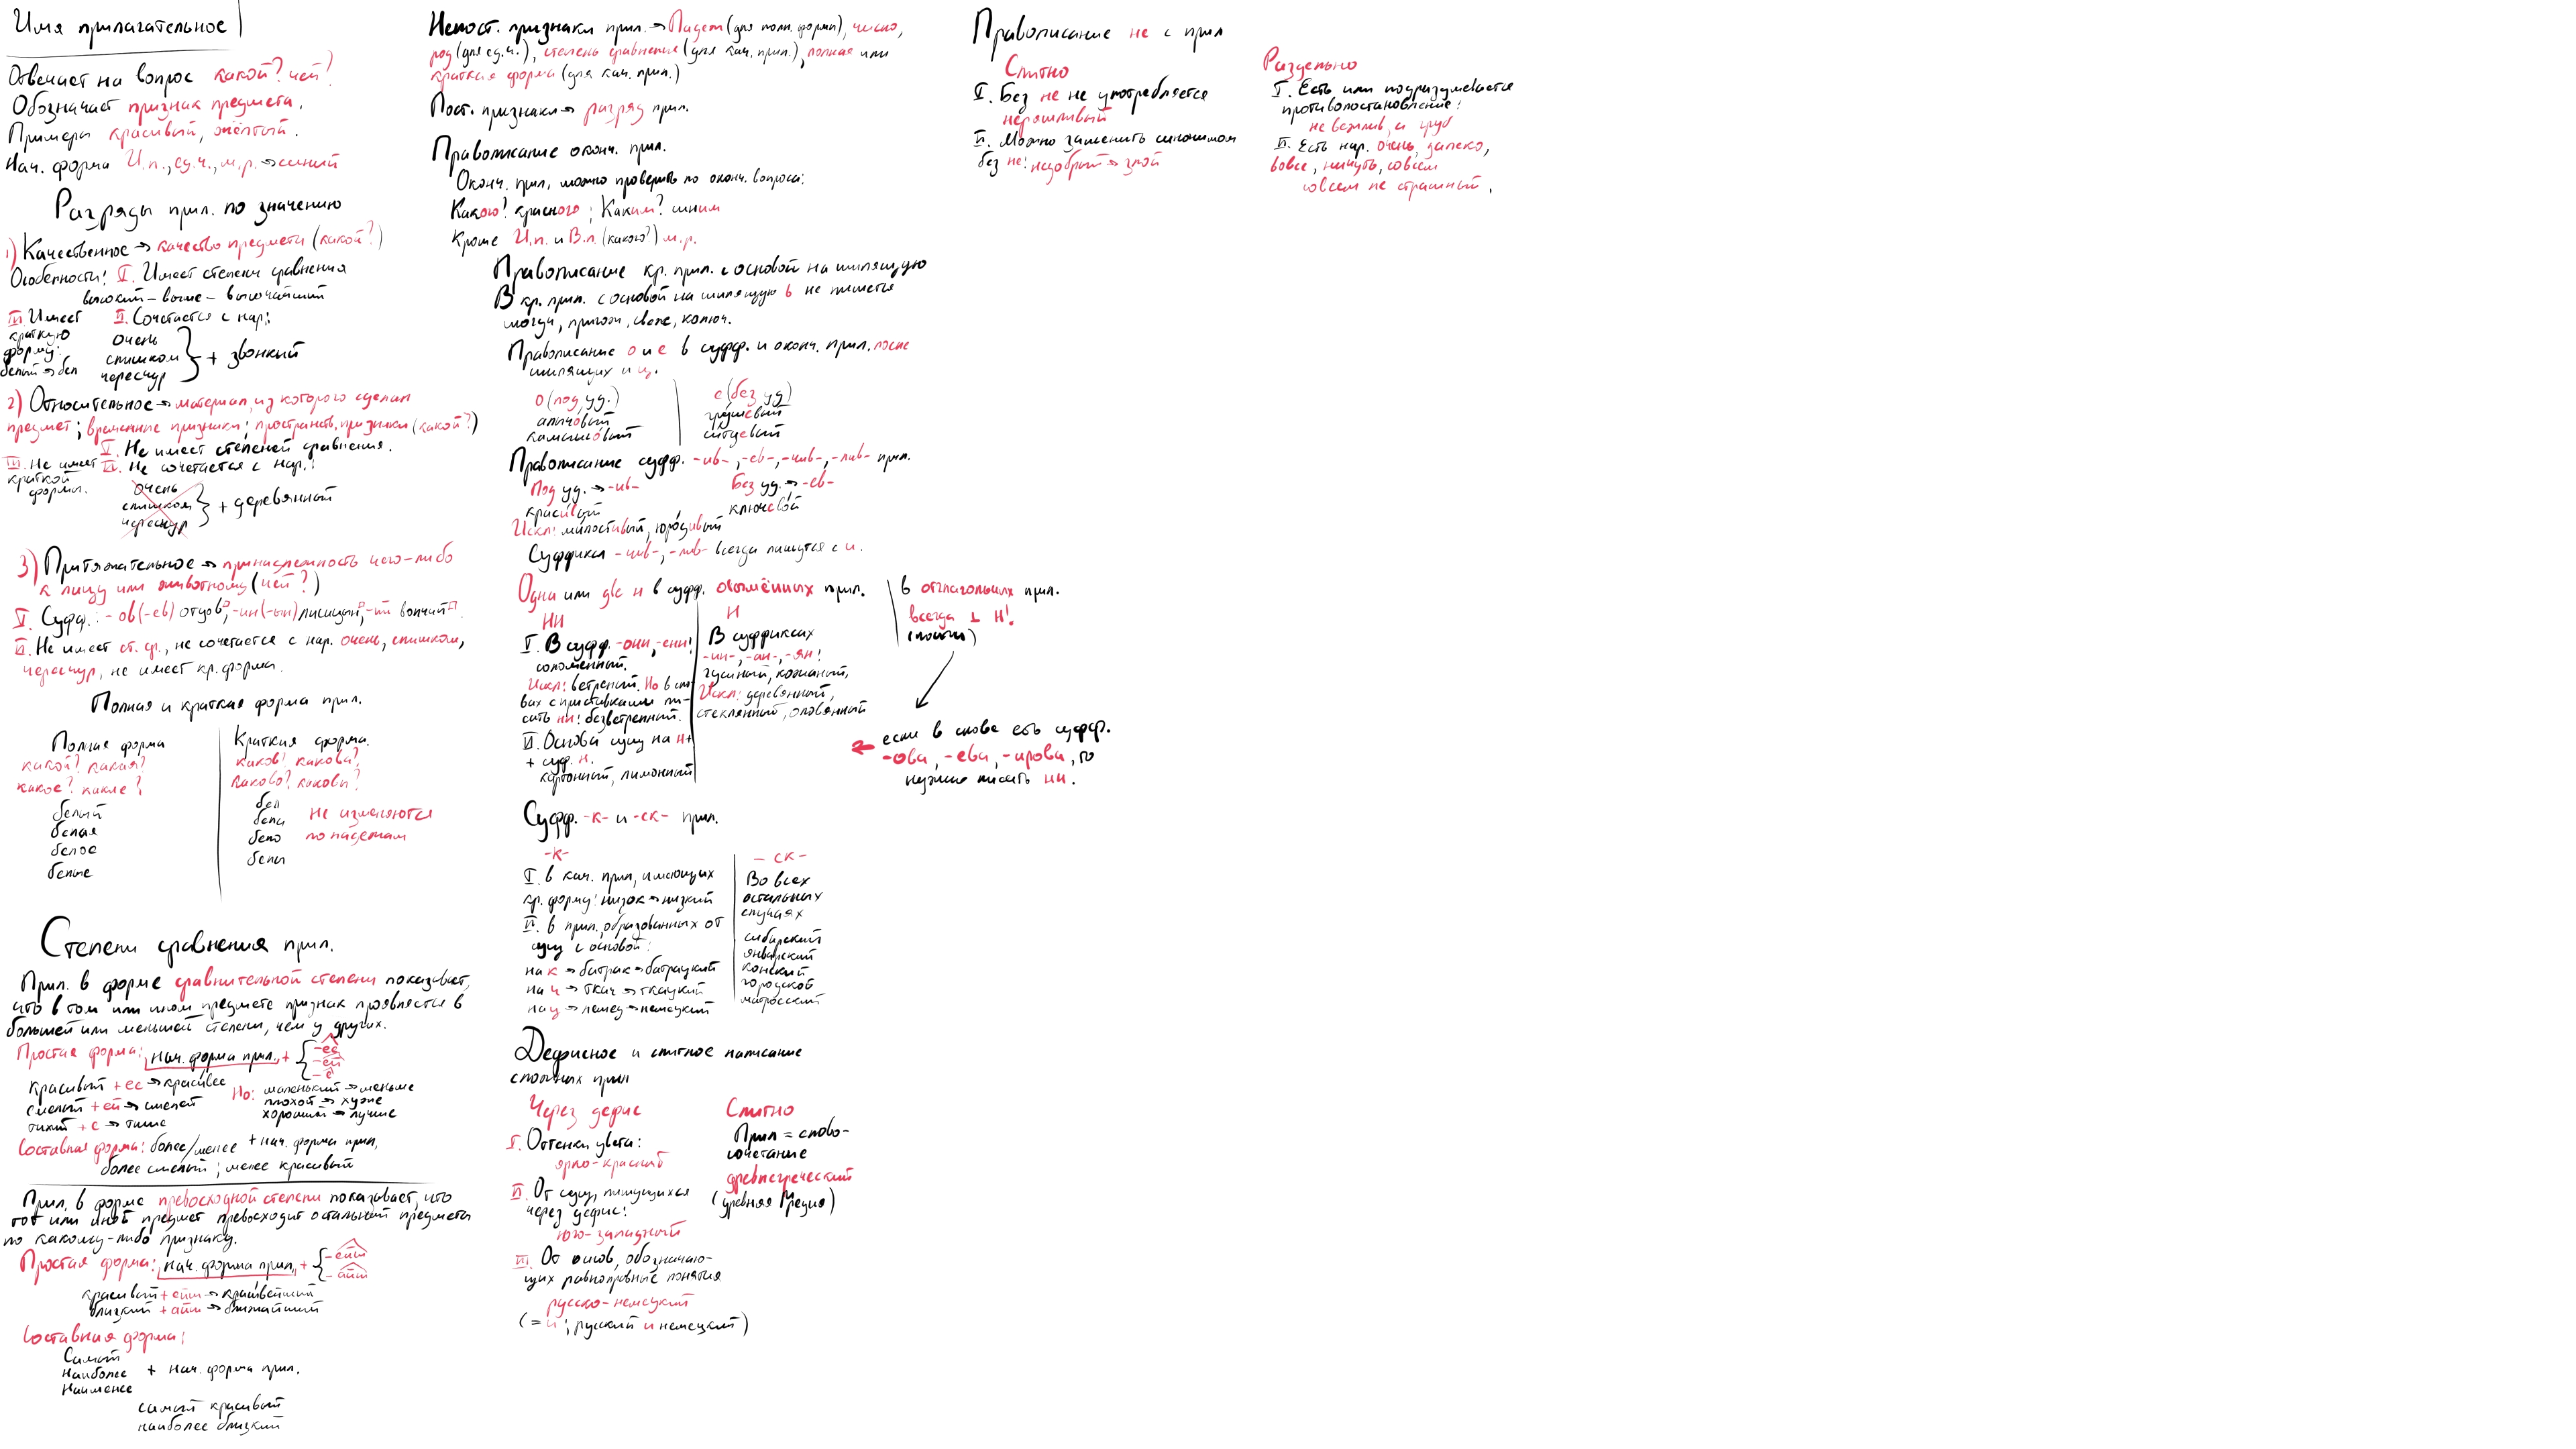 Имя прилагательное
Отвечает на вопрос какой? чей?
Обозначает признак предмета.
Примеры красивый, жёлтый.
Нач. форма И.п., ед.ч., м.р. → синий
Разряды прил. по значению
1) Качественное → качество предмета (какой?)
Особенности: I. Имеет степени сравнения
высокий – выше – высочайший
II. Сочетается с нар.:
очень
слишком
чересчур
+ звонкий
III. Имеет
краткую
форму:
белый → бел
2) Относительное → материал, из которого сделан
предмет; временные признаки; пространств. признаки (какой?)
I. Не имеет степеней сравнения.
II. Не сочетается с нар.:
очень
слишком
чересчур
+ деревянный
III. Не имеет
краткой
формы.
3) Притяжательное → принадлежность чего-либо
к лицу или животному (чей?)
I. Суфф.: -ов(-ев) отцов, -ин(-ын) лисицын, -ий волчий
II. Не имеет ст. ср., не сочетается с нар. очень, слишком,
чересчур, не имеет кр. форма.
Полная и краткая форма прил.
Полная форма
какой? какая?
какое? какие?
белый
белая
белое
белые
Краткая форма.
каков? какова?
каково? каковы?
бел
бела
бело
белы
не изменяются
по падежам
Степени сравнения прил.
Прил. в форме сравнительной степени показывает,
что в том или ином предмете признак проявляется в
большей или меньшей степени, чем у других.
Простая форма: нач. форма прил. + { -ее
-ей
-е
красивый + ее → красивее
смелый + ей → смелей
тихий + е → тише
Но: маленький → меньше
плохой → хуже
хороший → лучше
Составная форма: более/менее + нач. форма прил.
более смелый; менее красивый
Прил. в форме превосходной степени показывает, что
тот или иной предмет превосходит остальные предметы
по какому-либо признаку.
Простая форма: нач. форма прил. + { -ейш
-айш
красивый + ейш → красивейший
близкий + айш → ближайший
Составная форма:
Самый
Наиболее + нач. форма прил.
Наименее
самый красивый
наиболее близкий
Непост. признаки прил. → Падеж (для полн. формы), число,
род (для ед.ч.), степень сравнения (для кач. прил.), полная или
краткая форма (для кач. прил.)
Пост. признаки → разряд прил.
Правописание оконч. прил.
Оконч. прил. можно проверить по оконч. вопроса:
Какого? красного; Каким? синим
Кроме И.п. и В.п. (какого?) м.р.
Правописание кр. прил. с основой на шипящую
В кр. прил. с основой на шипящую ь не пишется
могуч, пригож, свеж, колюч.
Правописание о и е в суфф. и оконч. прил. после
шипящих и ц.
о (под уд.)
алычовый
камышовый
е (без уд)
грушевый
ситцевый
Правописание суфф. -ив-, -ев-, -чив-, -лив- прил.
Под уд. → -ив-
красивый
Без уд. → -ев-
ключевой
Искл: милостивый, юродивый
Суффиксы -чив-, -лив- всегда пишутся с и.
Одни или две н в суфф. отымённых прил.
НН
I. В суфф. -онн, -енн:
соломенный.
Искл: ветреный. Но в сло-
вах с приставками пи-
сать нн: безветренный.
II. Основа сущ на н+
+ суф. н.
картонный, лимонный
Н
В суффиксах
-ин-, -ан-, -ян:
гусиный, кожаный,
Искл: деревянный,
стеклянный, оловянный
в отглагольных прил.
всегда 1 Н!
(почти)
если в слове есть суфф.
-ова, -ева, -ирова, то
нужно писать нн.
Суфф. -к- и -ск- прил.
-к-
I. в кач. прил, имеющих
кр. форму: низок → низкий
II. в прил., образованных от
сущ с основой:
на к → батрак → батрацкий
на ч → ткач → ткацкий
на ц → немец → немецкий
-ск-
Во всех
остальных
случаях
сибирский
январский
конский
городской
матросский
Дефисное и слитное написание
сложных прил
Через дефис
I. Оттенки цвета:
ярко-красный
II. От сущ, пишущихся
через дефис:
юго-западный
III. От основ, обозначаю-
щих равноправные понятия
русско-немецкий
(= и; русский и немецкий)
Слитно
Прил = слово-
сочетание
древнегреческий
(древняя Греция)
Правописание не с прил
Слитно
I. Без не не употребляется
неряшливый
II. Можно заменить синонимом
без не: недобрый → злой
Раздельно
I. Есть или подразумевается
противопоставление:
не вежлив, а груб
II. Есть нар. очень, далеко,
вовсе, ничуть, совсем
совсем не страшный.